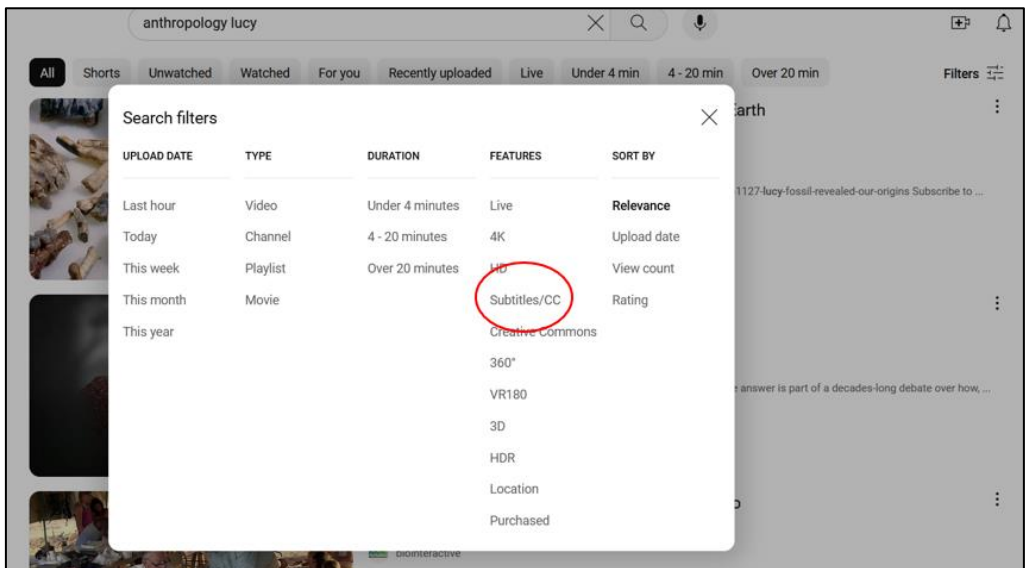 anthropology lucy
All Shorts Unwatched Watched For you Recently uploaded Live Under 4 min 4 - 20 min Over 20 min Filters
Earth
1127-lucy-fossil-revealed-our-origins Subscribe to ...
answer is part of a decades-long debate over how, ...
Search filters
UPLOAD DATE TYPE DURATION FEATURES SORT BY
Last hour Video Under 4 minutes Live Relevance
Today Channel 4 - 20 minutes 4K Upload date
This week Playlist Over 20 minutes HD View count
This month Movie Subtitles/CC Rating
This year Creative Commons
360°
VR180
3D
HDR
Location
Purchased
biointeractive